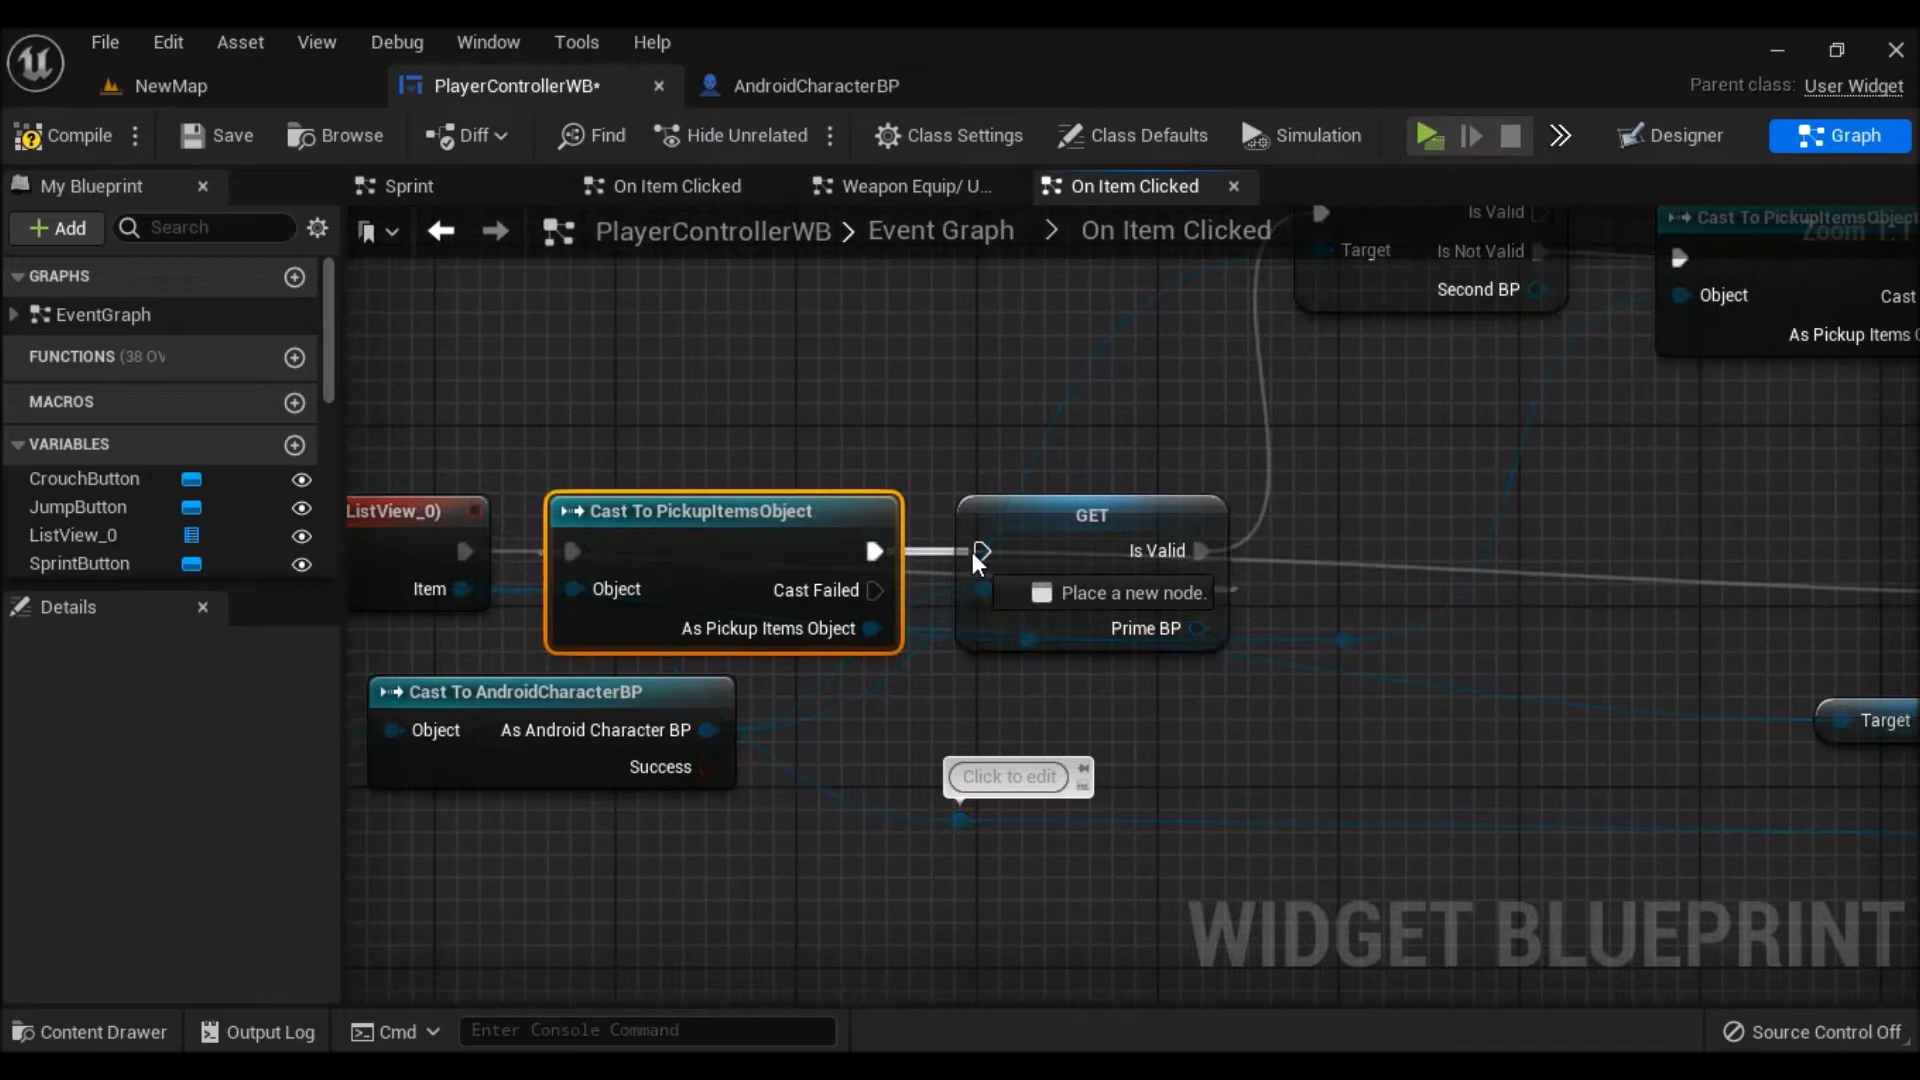 File Edit Asset View Debug Window Tools Help
NewMap PlayerControllerWB* AndroidCharacterBP Parent class: User Widget
Compile Save Browse Diff Find Hide Unrelated Class Settings Class Defaults Simulation Designer Graph
My Blueprint Sprint On Item Clicked Weapon Equip/ U... On Item Clicked
Add Search PlayerControllerWB > Event Graph > On Item Clicked
Zoom 1:1
GRAPHS
EventGraph
FUNCTIONS (38 OV
MACROS
VARIABLES
CrouchButton
JumpButton
ListView_0
SprintButton
Details
Is Valid
Target Is Not Valid
Second BP
Cast To PickupItemsObject
Object Cast
As Pickup Items
ListView_0)
Item
Cast To PickupItemsObject
Object Cast Failed
As Pickup Items Object
GET
Is Valid
Place a new node.
Prime BP
Cast To AndroidCharacterBP
Object As Android Character BP
Success
Click to edit
Target
WIDGET BLUEPRINT
Content Drawer Output Log Cmd Enter Console Command Source Control Off